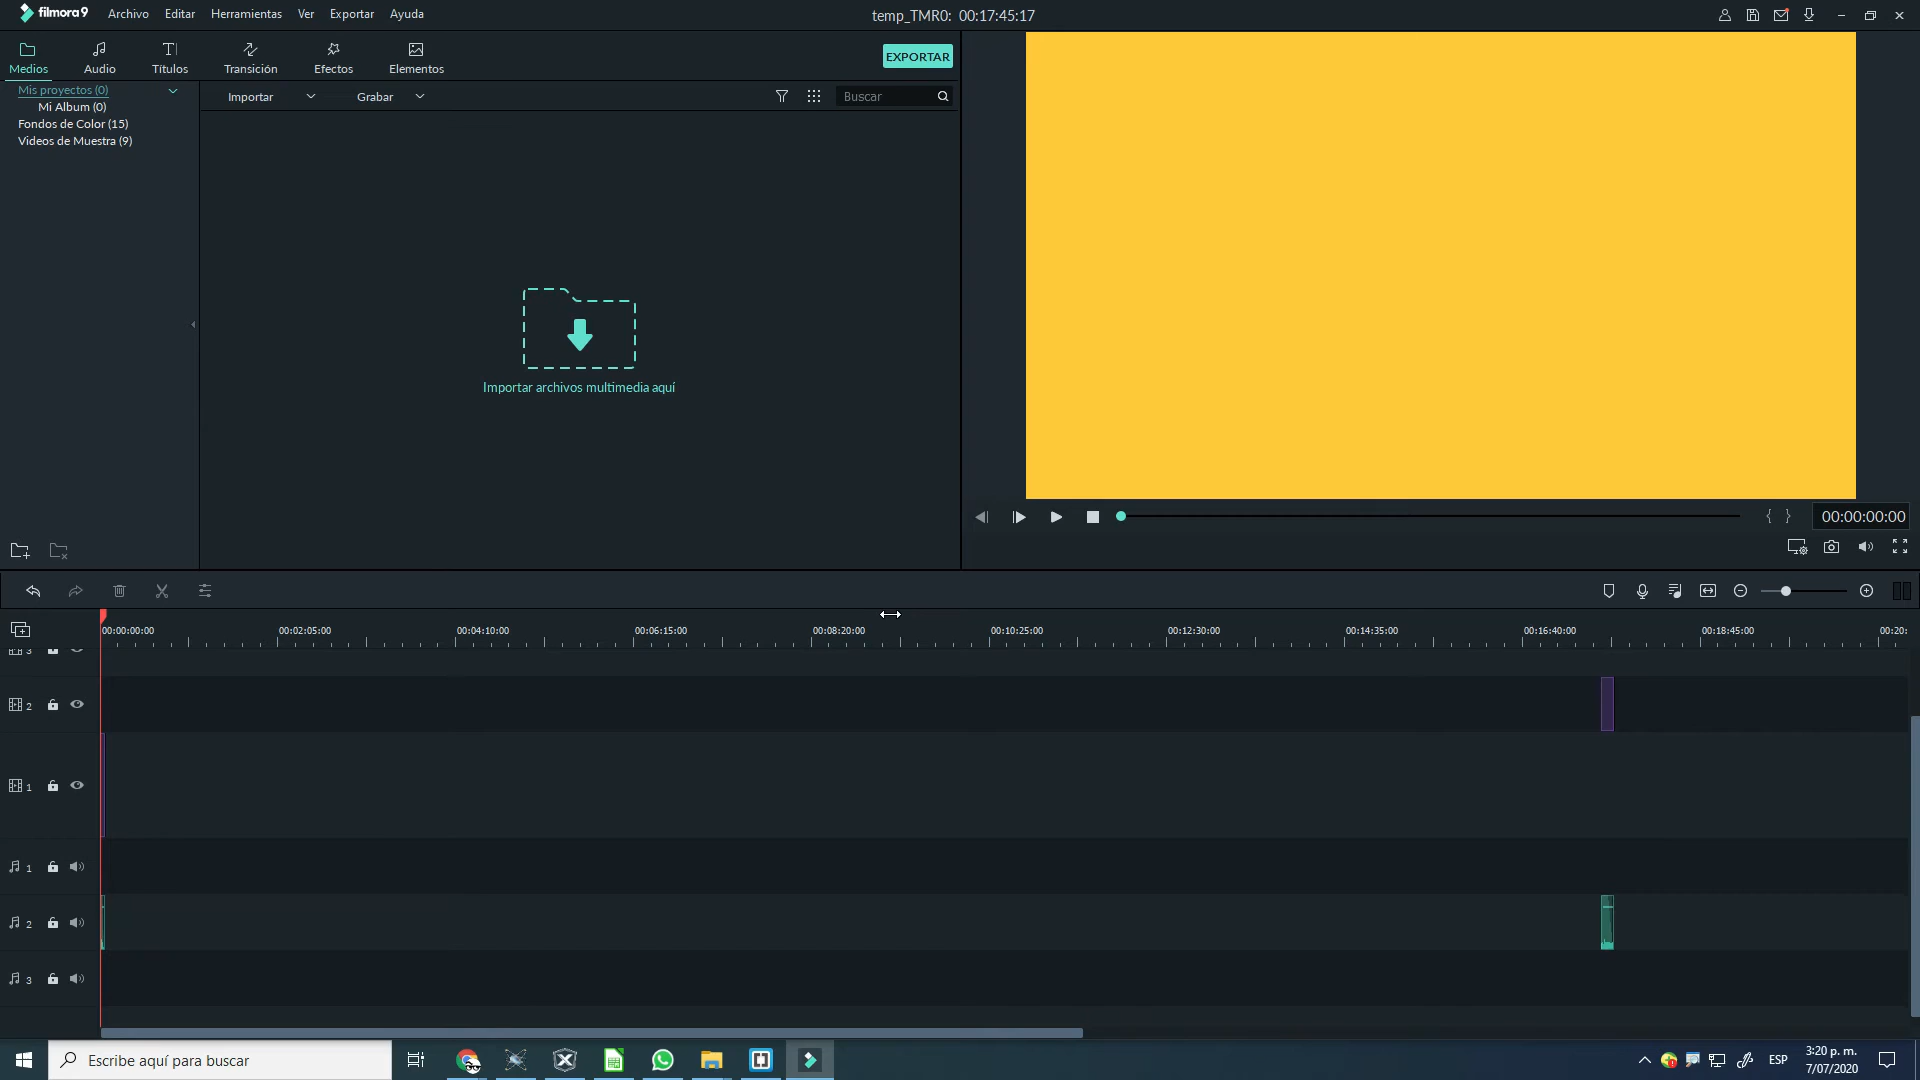 filmora9 Archivo Editar Herramientas Ver Exportar Ayuda temp_TMR0: 00:17:45:17
Medios Audio Títulos Transición Efectos Elementos EXPORTAR
Mis proyectos (0) Importar Grabar Buscar
Mi Album (0)
Fondos de Color (15)
Videos de Muestra (9)
Importar archivos multimedia aquí
{ } 00:00:00:00
00:00:00:00 00:02:05:00 00:04:10:00 00:06:15:00 00:08:20:00 00:10:25:00 00:12:30:00 00:14:35:00 00:16:40:00 00:18:45:00 00:20:
3
2
1
1
2
3
Escribe aquí para buscar ESP 3:20 p. m.
7/07/2020